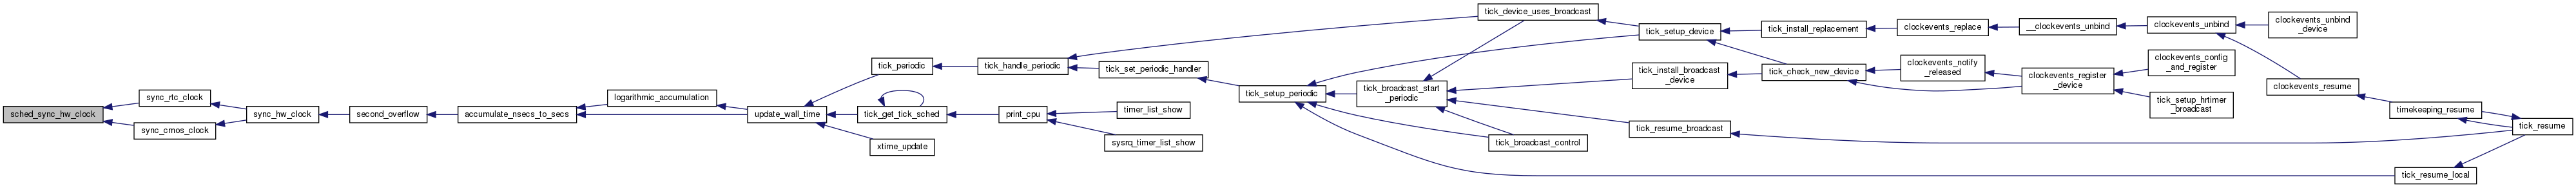 sched_sync_hw_clock
sync_rtc_clock
sync_cmos_clock
sync_hw_clock
second_overflow
accumulate_nsecs_to_secs
logarithmic_accumulation
update_wall_time
tick_periodic
tick_get_tick_sched
xtime_update
tick_handle_periodic
print_cpu
tick_set_periodic_handler
timer_list_show
sysrq_timer_list_show
tick_setup_periodic
tick_broadcast_start
_periodic
tick_device_uses_broadcast
tick_broadcast_control
tick_setup_device
tick_install_broadcast
_device
tick_resume_broadcast
tick_install_replacement
tick_check_new_device
clockevents_replace
clockevents_notify
_released
__clockevents_unbind
clockevents_register
_device
clockevents_unbind
clockevents_config
_and_register
tick_setup_hrtimer
_broadcast
clockevents_unbind
_device
clockevents_resume
timekeeping_resume
tick_resume_local
tick_resume